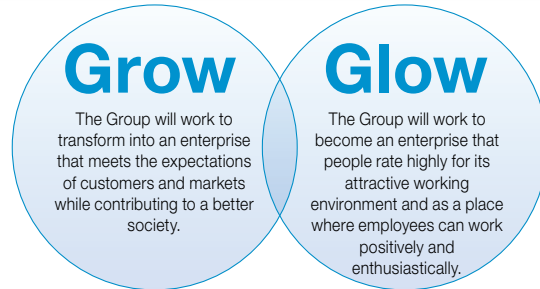 Grow
The Group will work to
transform into an enterprise
that meets the expectations
of customers and markets
while contributing to a better
society.
Glow
The Group will work to
become an enterprise that
people rate highly for its
attractive working
environment and as a place
where employees can work
positively and
enthusiastically.